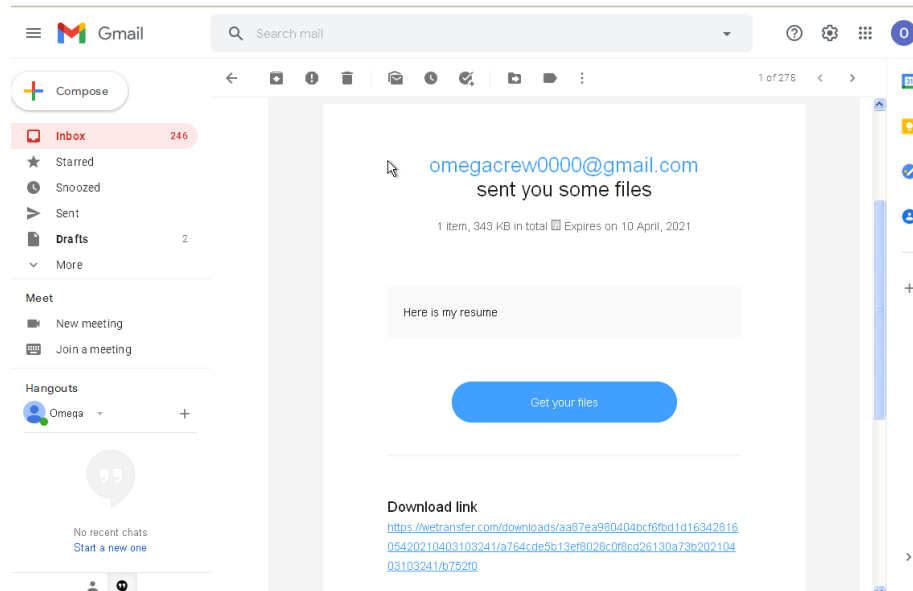 Gmail
Search mail
O
Compose
1 of 278
Inbox 246
Starred
Snoozed
Sent
Drafts 2
More
Meet
New meeting
Join a meeting
Hangouts
Omega
No recent chats
Start a new one
omegacrew0000@gmail.com
sent you some files
1 item, 343 KB in total Expires on 10 April, 2021
Here is my resume
Get your files
Download link
https://wetransfer.com/downloads/aa87ea980404bcf6fbd1d16342816
05420210403103241/a764cde5b13ef8028c0f8cd26130a73b202104
03103241/b752f0
31